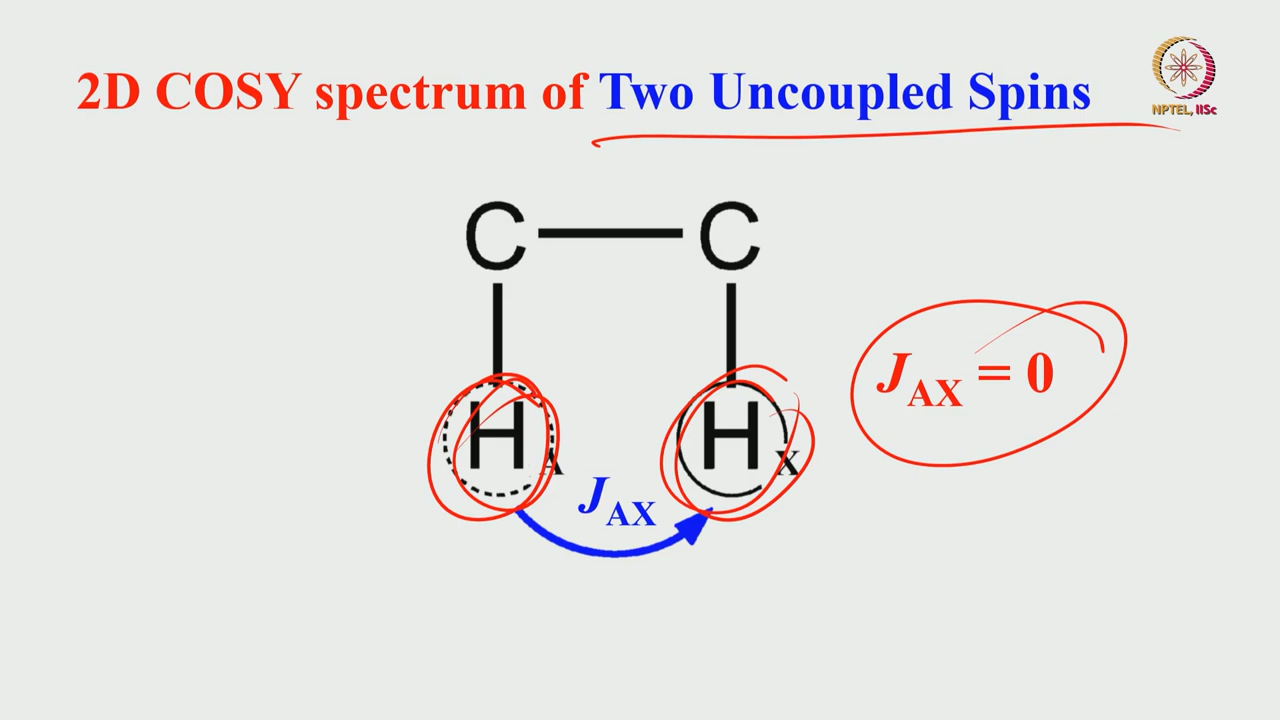 2D COSY spectrum of Two Uncoupled Spins
NPTEL, IISc
C C
J_AX = 0
H_A H_X
J_AX